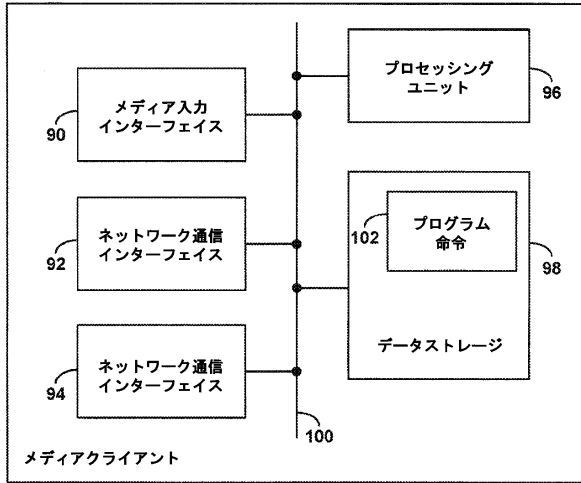 メディア入力
インターフェイス
90
プロセッシング
ユニット
96
ネットワーク通信
インターフェイス
92
102
プログラム
命令
98
データストレージ
ネットワーク通信
インターフェイス
94
100
メディアクライアント